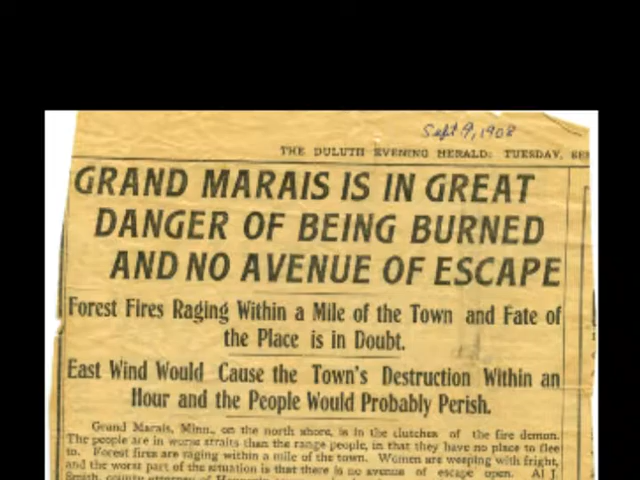 Sept 9, 1908
THE DULUTH EVENING HERALD: TUESDAY, SE
GRAND MARAIS IS IN GREAT
DANGER OF BEING BURNED
AND NO AVENUE OF ESCAPE
Forest Fires Raging Within a Mile of the Town and Fate of
the Place is in Doubt.
East Wind Would Cause the Town's Destruction Within an
Hour and the People Would Probably Perish.
Grand Marais, Minn., on the north shore, is in the clutches of the fire demon.
The people are in worse straits than the range people, in that they have no place to flee
to. Forest fires are raging within a mile of the town. Women are weeping with fright,
and the worst part of the situation is that there is no avenue of escape open. Al J.
Smith, county attorney of